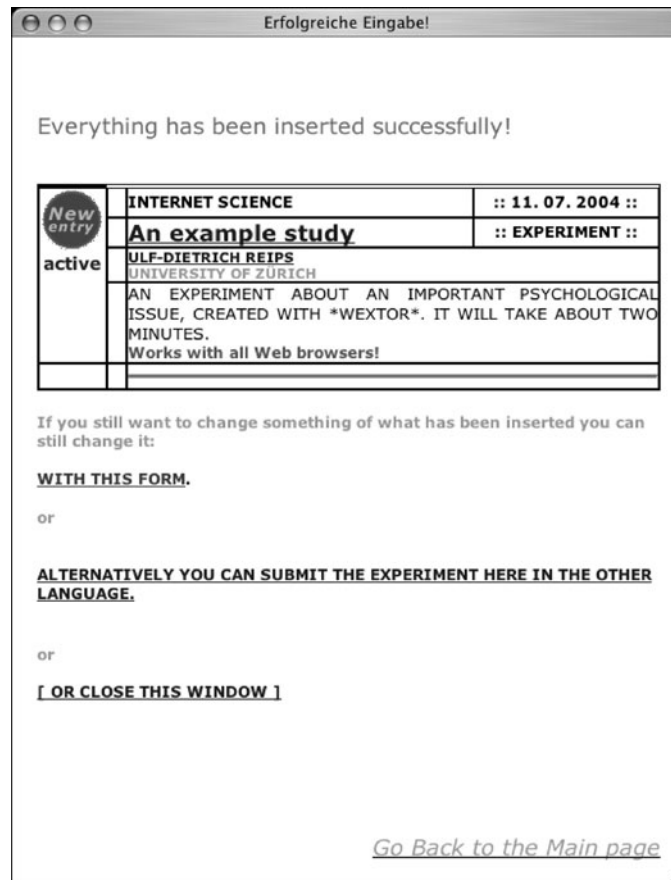 Erfolgreiche Eingabe!
Everything has been inserted successfully!
New
entry
active
INTERNET SCIENCE
:: 11. 07. 2004 ::
An example study
:: EXPERIMENT ::
ULF-DIETRICH REIPS
UNIVERSITY OF ZÜRICH
AN EXPERIMENT ABOUT AN IMPORTANT PSYCHOLOGICAL
ISSUE, CREATED WITH *WEXTOR*. IT WILL TAKE ABOUT TWO
MINUTES.
Works with all Web browsers!
If you still want to change something of what has been inserted you can
still change it:
WITH THIS FORM.
or
ALTERNATIVELY YOU CAN SUBMIT THE EXPERIMENT HERE IN THE OTHER
LANGUAGE.
or
[ OR CLOSE THIS WINDOW ]
Go Back to the Main page